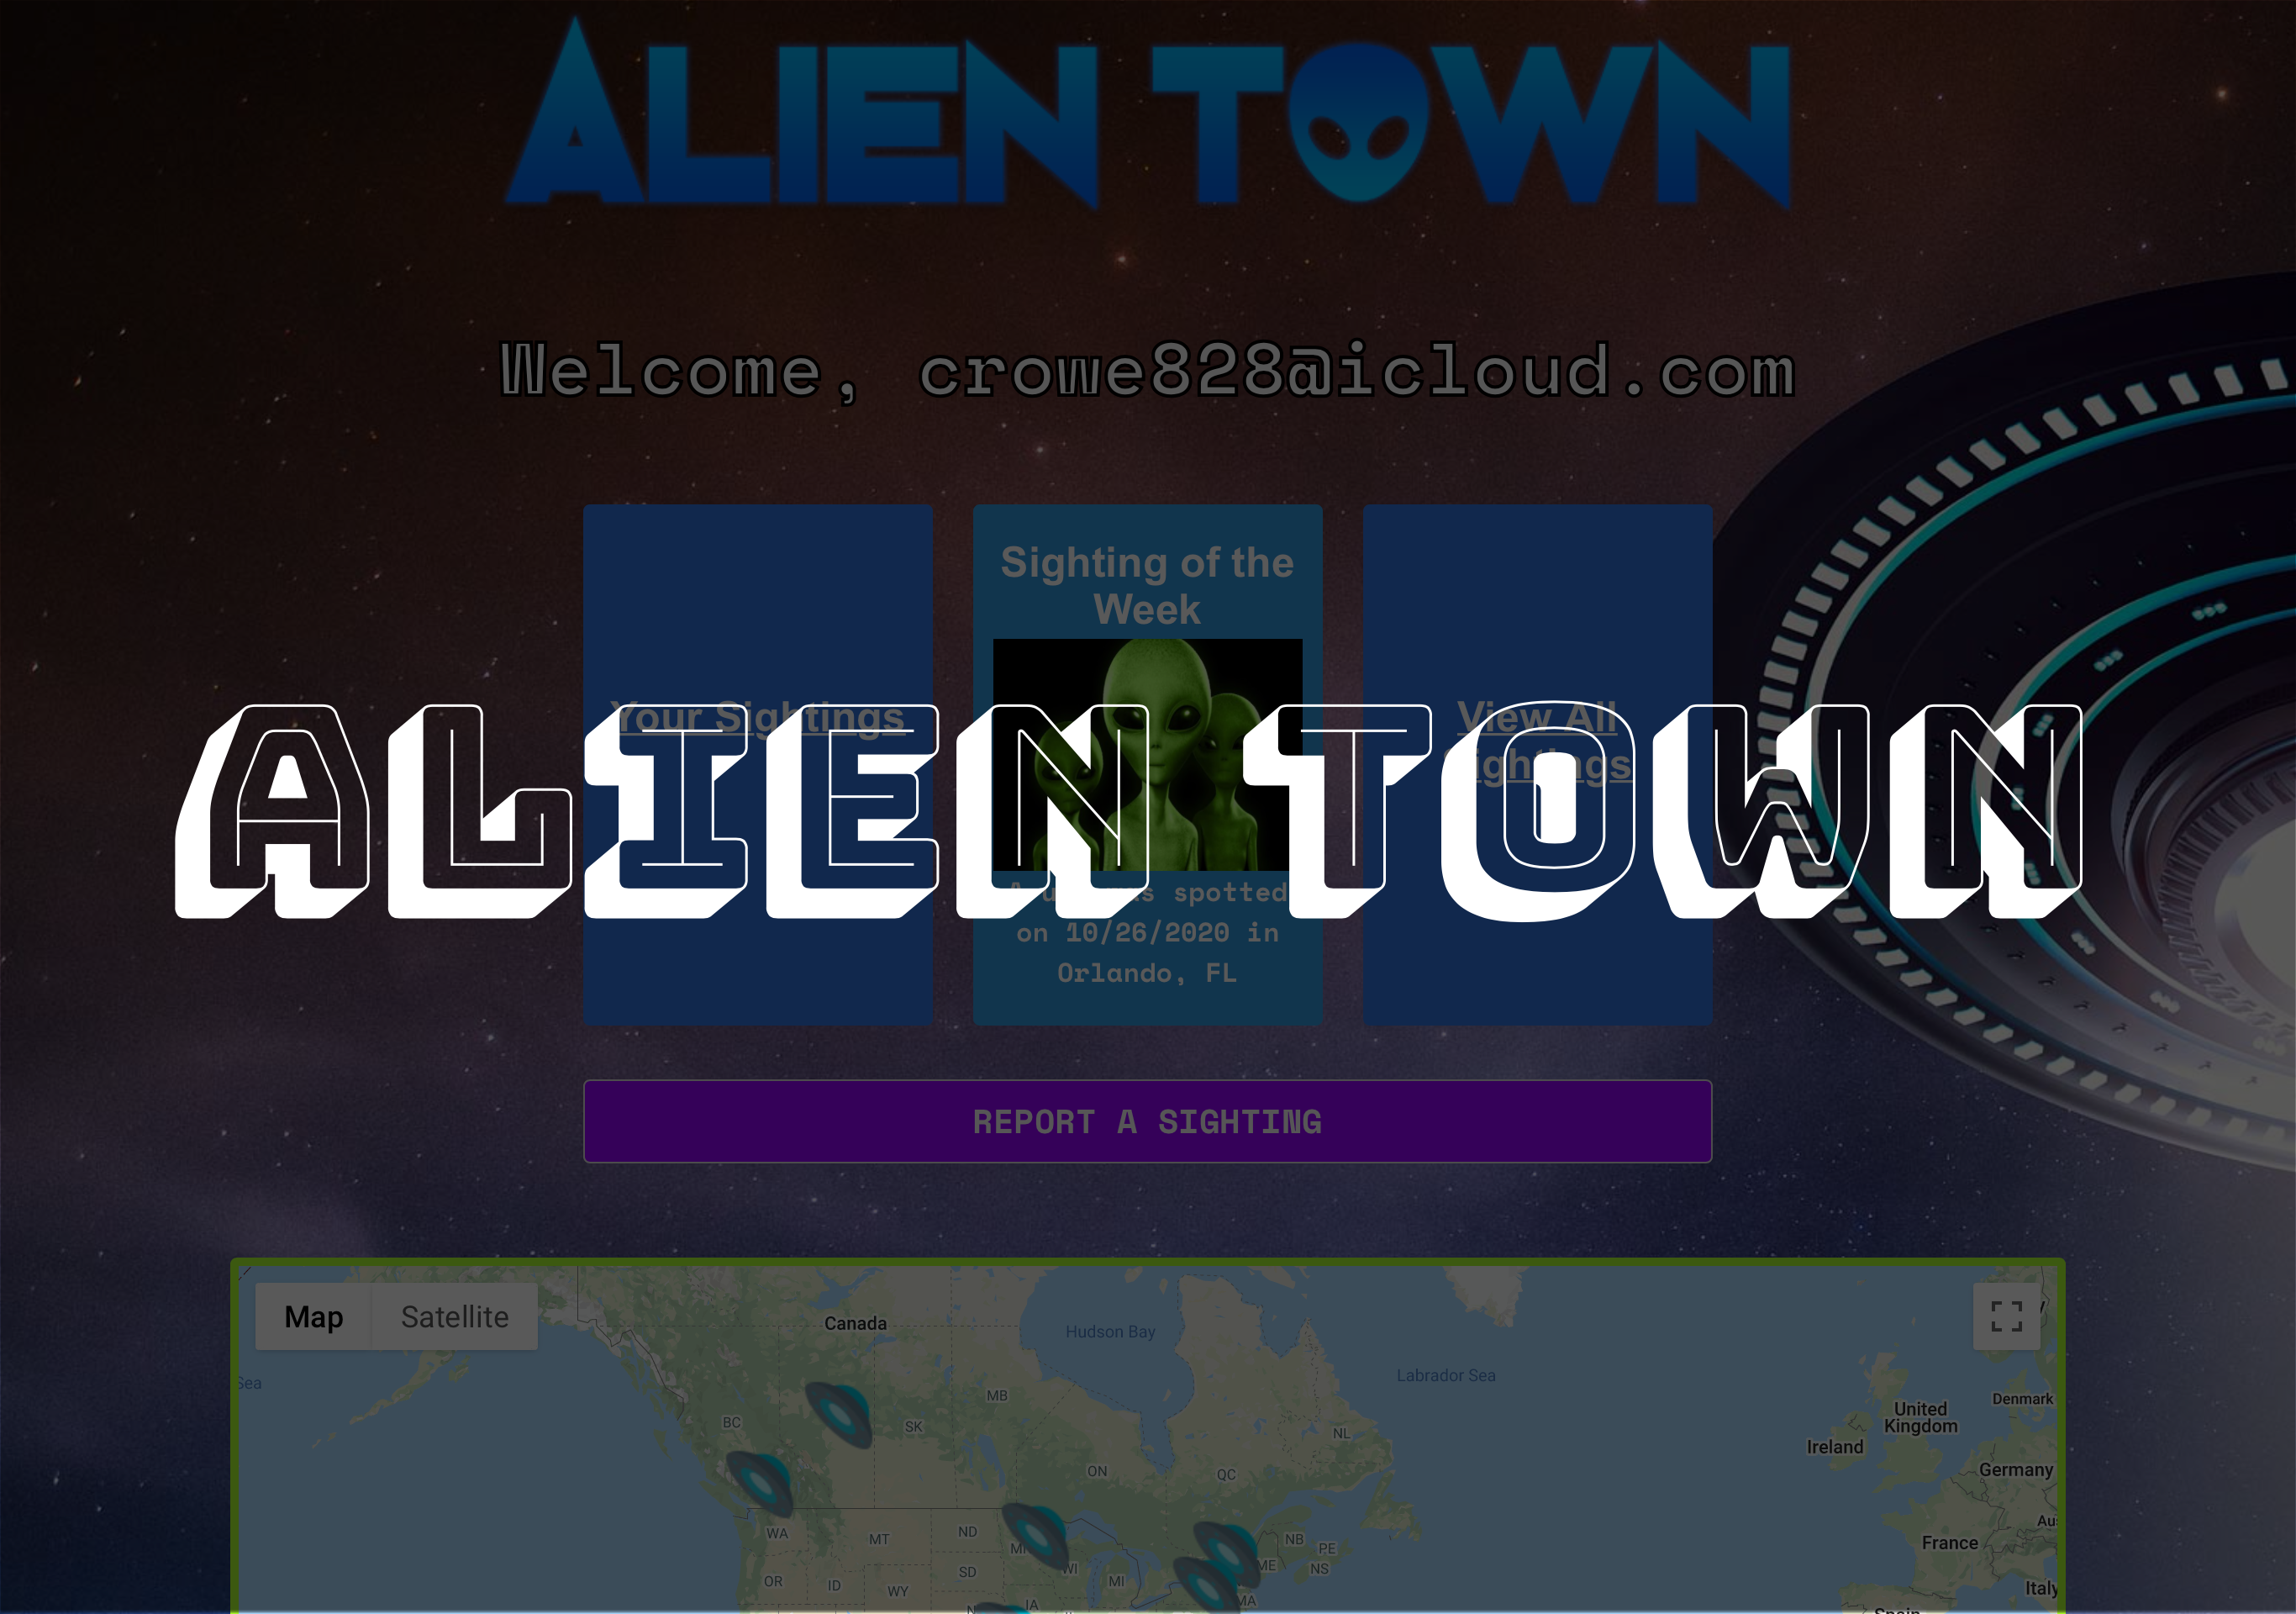 ALIEN TOWN
Welcome, crowe828@icloud.com
Sighting of the
Week
Your Sightings
View All
Sightings
ALIEN TOWN
spotted
on 10/26/2020 in
Orlando, FL
REPORT A SIGHTING
Map Satellite
Canada
Hudson Bay
Labrador Sea
Sea
MB
Denmark
BC
SK
NL
United
Kingdom
Ireland
ON
QC
Germany
WA
MT
ND
NB
PE
France
ME
NS
WI
SD
MI
OR
ID
WY
Italy
IA
MA
Spain